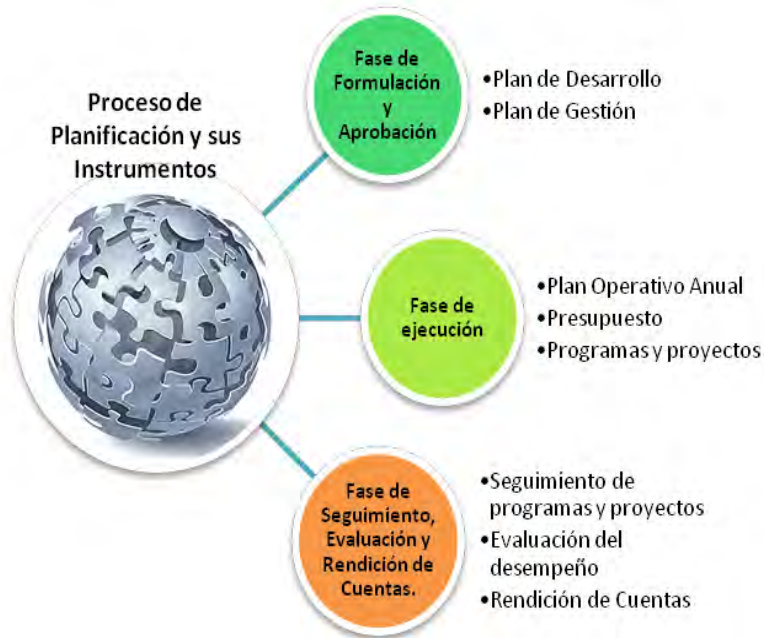 Proceso de
Planificación y sus
Instrumentos
Fase de
Formulación
y
Aprobación
•Plan de Desarrollo
•Plan de Gestión
Fase de
ejecución
•Plan Operativo Anual
•Presupuesto
•Programas y proyectos
Fase de
Seguimiento,
Evaluación y
Rendición de
Cuentas.
•Seguimiento de
programas y proyectos
•Evaluación del
desempeño
•Rendición de Cuentas